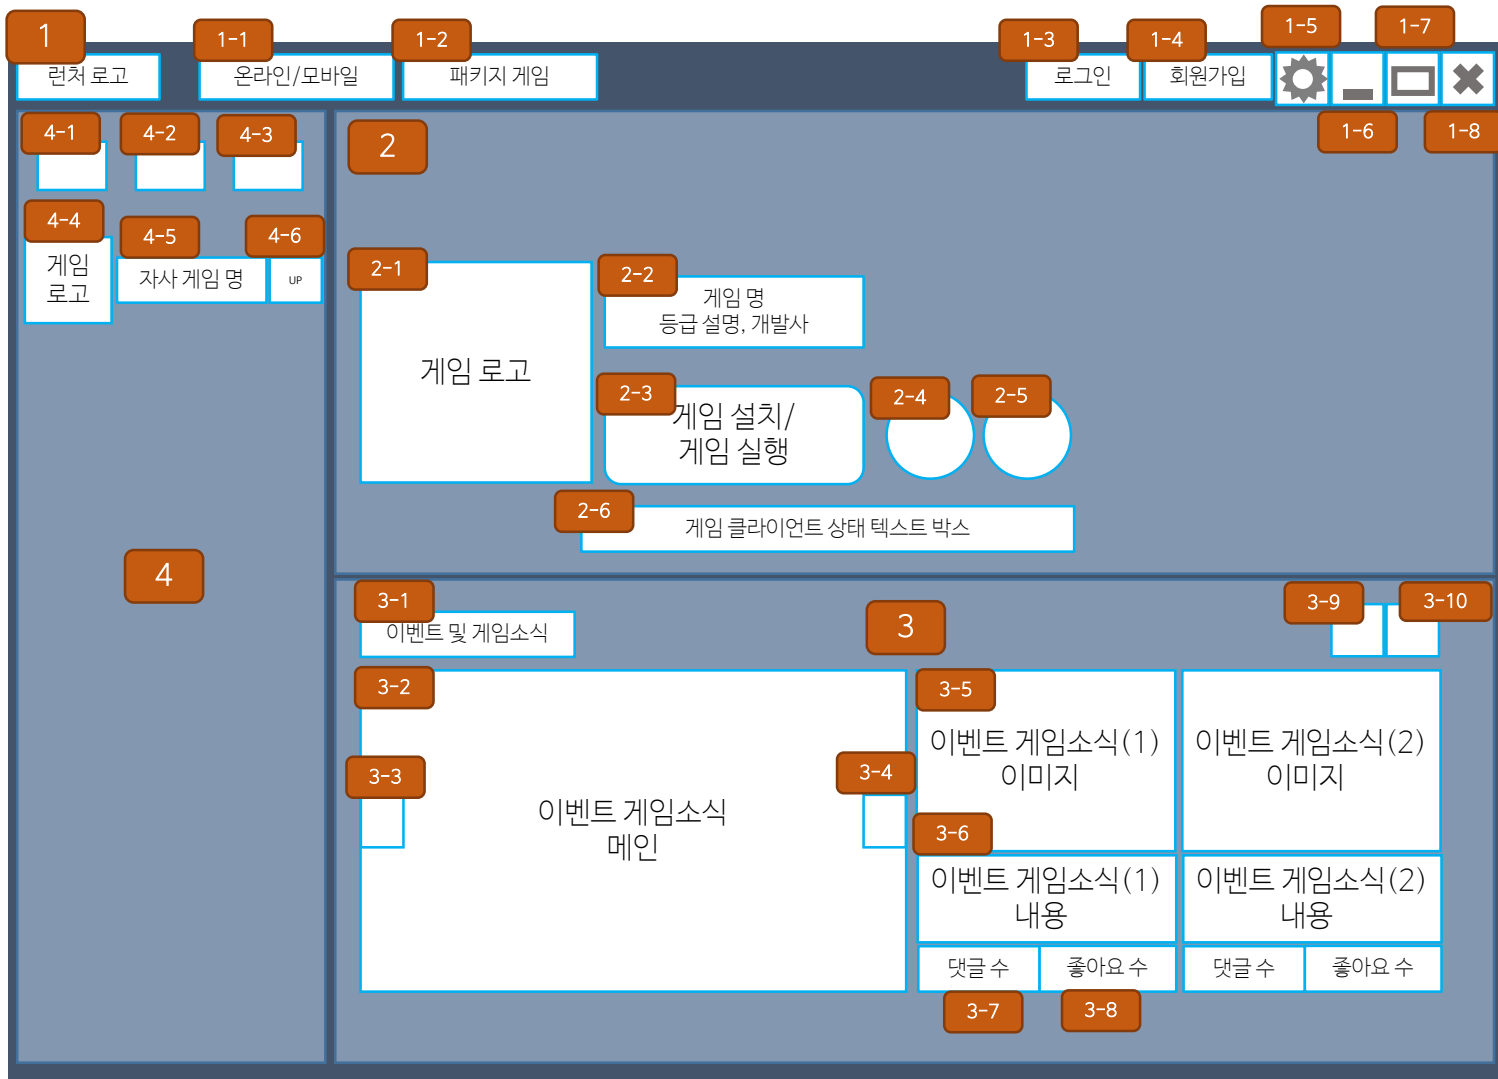 1
1-1
1-2
1-3
1-4
1-5
1-7
런처 로고
온라인/모바일
패키지 게임
로그인
회원가입
1-6
1-8
4-1
4-2
4-3
4-4
4-5
4-6
게임
로고
자사 게임 명
UP
4
2
2-1
게임 로고
2-2
게임 명
등급 설명, 개발사
2-3
게임 설치/
게임 실행
2-4
2-5
2-6
게임 클라이언트 상태 텍스트 박스
3-1
이벤트 및 게임소식
3
3-9
3-10
3-2
3-3
3-4
이벤트 게임소식
메인
3-5
이벤트 게임소식(1)
이미지
이벤트 게임소식(2)
이미지
3-6
이벤트 게임소식(1)
내용
이벤트 게임소식(2)
내용
댓글 수
좋아요 수
댓글 수
좋아요 수
3-7
3-8